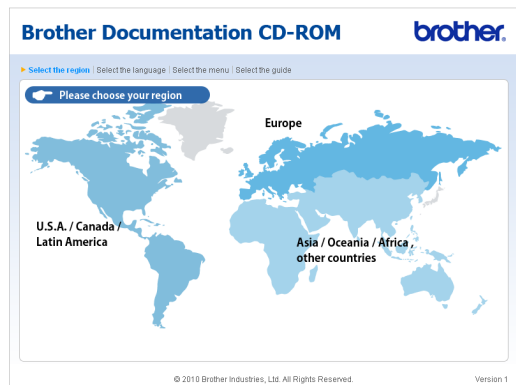 Brother Documentation CD-ROM
brother.
Select the region | Select the language | Select the menu | Select the guide
Please choose your region
Europe
U.S.A. / Canada /
Latin America
Asia / Oceania / Africa ,
other countries
© 2010 Brother Industries, Ltd. All Rights Reserved.
Version 1